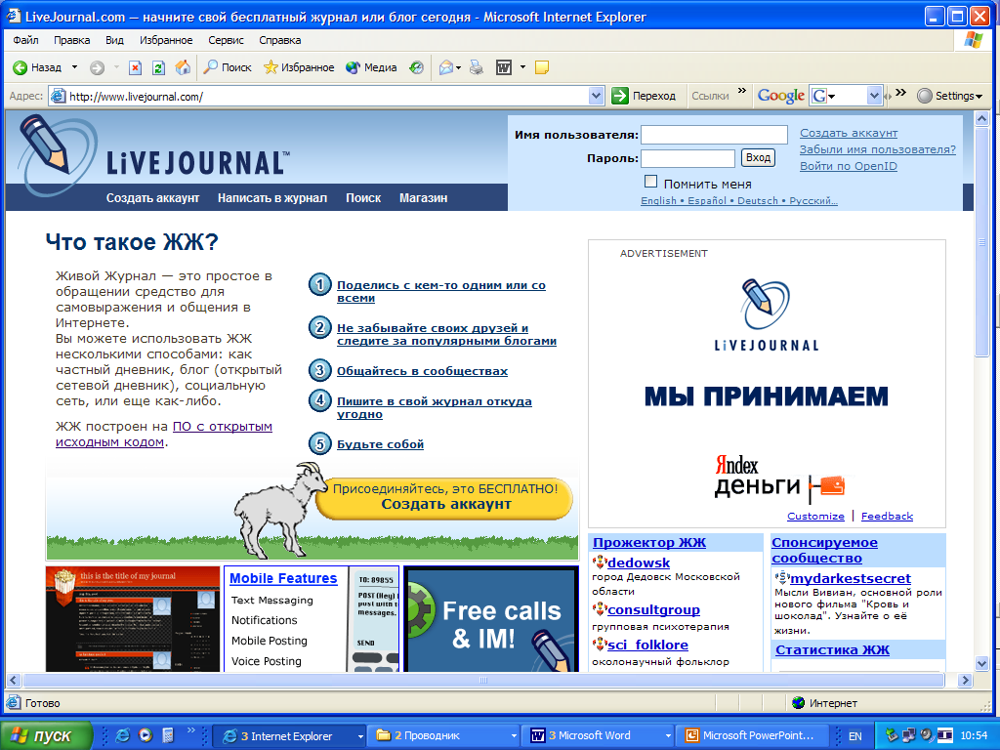 LiveJournal.com — начните свой бесплатный журнал или блог сегодня - Microsoft Internet Explorer
Файл Правка Вид Избранное Сервис Справка
Назад Поиск Избранное Медиа
Адрес: http://www.livejournal.com/ Переход Ссылки » Google G Settings
LiVEJOURNAL™
Имя пользователя:
Пароль: Вход
Помнить меня
English • Español • Deutsch • Русский...
Создать аккаунт
Забыли имя пользователя?
Войти по OpenID
Создать аккаунт Написать в журнал Поиск Магазин
Что такое ЖЖ?
Живой Журнал — это простое в
обращении средство для
самовыражения и общения в
Интернете.
Вы можете использовать ЖЖ
несколькими способами: как
частный дневник, блог (открытый
сетевой дневник), социальную
сеть, или еще как-либо.
ЖЖ построен на ПО с открытым
исходным кодом.
1 Поделись с кем-то одним или со
всеми
2 Не забывайте своих друзей и
следите за популярными блогами
3 Общайтесь в сообществах
4 Пишите в свой журнал откуда
угодно
5 Будьте собой
Присоединяйтесь, это БЕСПЛАТНО!
Создать аккаунт
ADVERTISEMENT
LiVEJOURNAL
МЫ ПРИНИМАЕМ
Яndex
деньги
Customize | Feedback
this is the title of my journal
Mobile Features
Text Messaging
Notifications
Mobile Posting
Voice Posting
TO: 89855
POST (Hey)
post with t
messages.
SEND
Free calls
& IM!
Прожектор ЖЖ
dedowsk
город Дедовск Московской
области
consultgroup
групповая психотерапия
sci_folklore
околонаучный фольклор
Спонсируемое
сообщество
mydarkestsecret
Мысли Вивиан, основной роли
нового фильма "Кровь и
шоколад". Узнайте о её
жизни.
Статистика ЖЖ
Готово Интернет
пуск » 3 Internet Explorer 2 Проводник 3 Microsoft Word Microsoft PowerPoint... EN 10:54